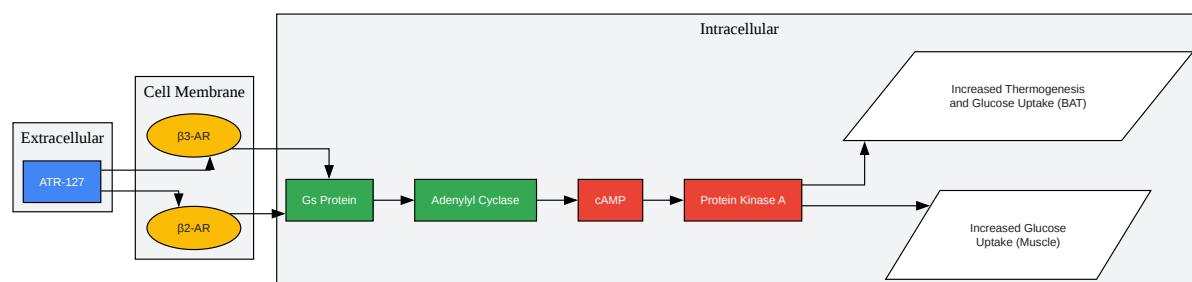 Intracellular
Cell Membrane
Extracellular
Increased Thermogenesis
and Glucose Uptake (BAT)
β3-AR
ATR-127
Gs Protein
Adenylyl Cyclase
cAMP
Protein Kinase A
β2-AR
Increased Glucose
Uptake (Muscle)